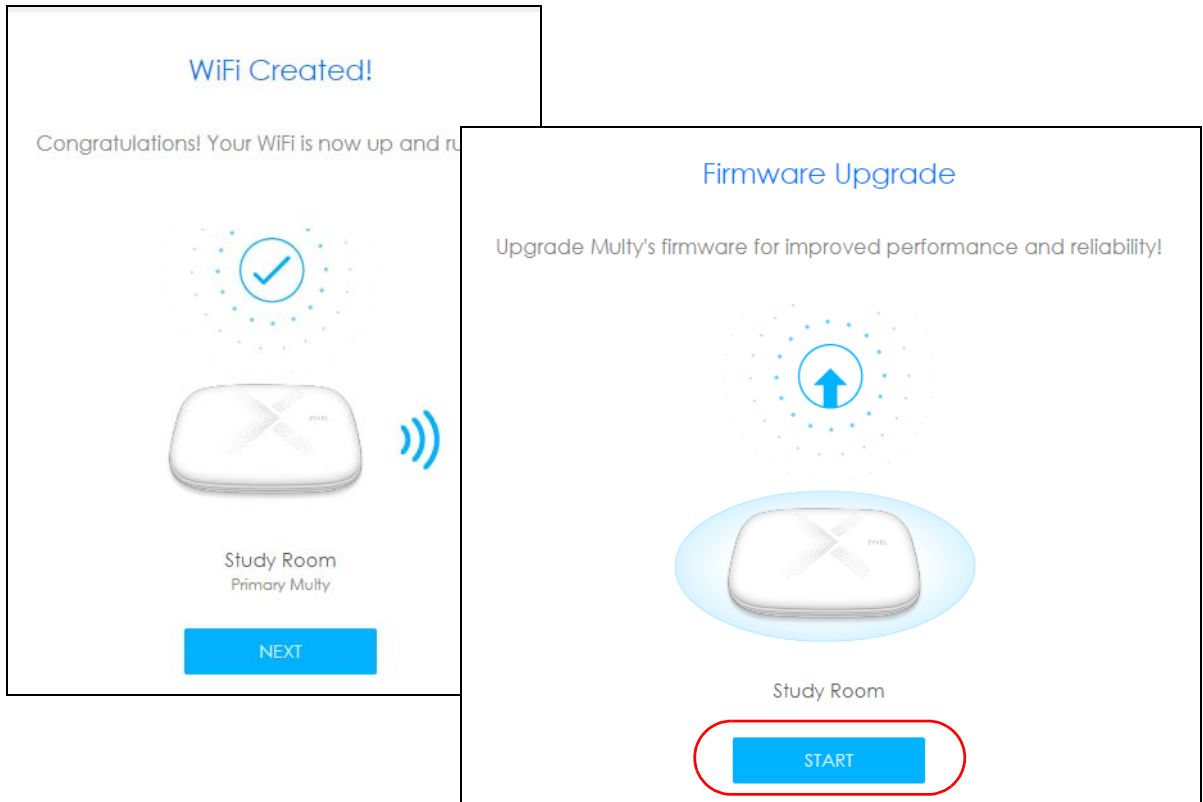 WiFi Created!
Congratulations! Your WiFi is now up and ru
ZYXEL
Study Room
Primary Multy
NEXT
Firmware Upgrade
Upgrade Multy's firmware for improved performance and reliability!
ZYXEL
Study Room
START